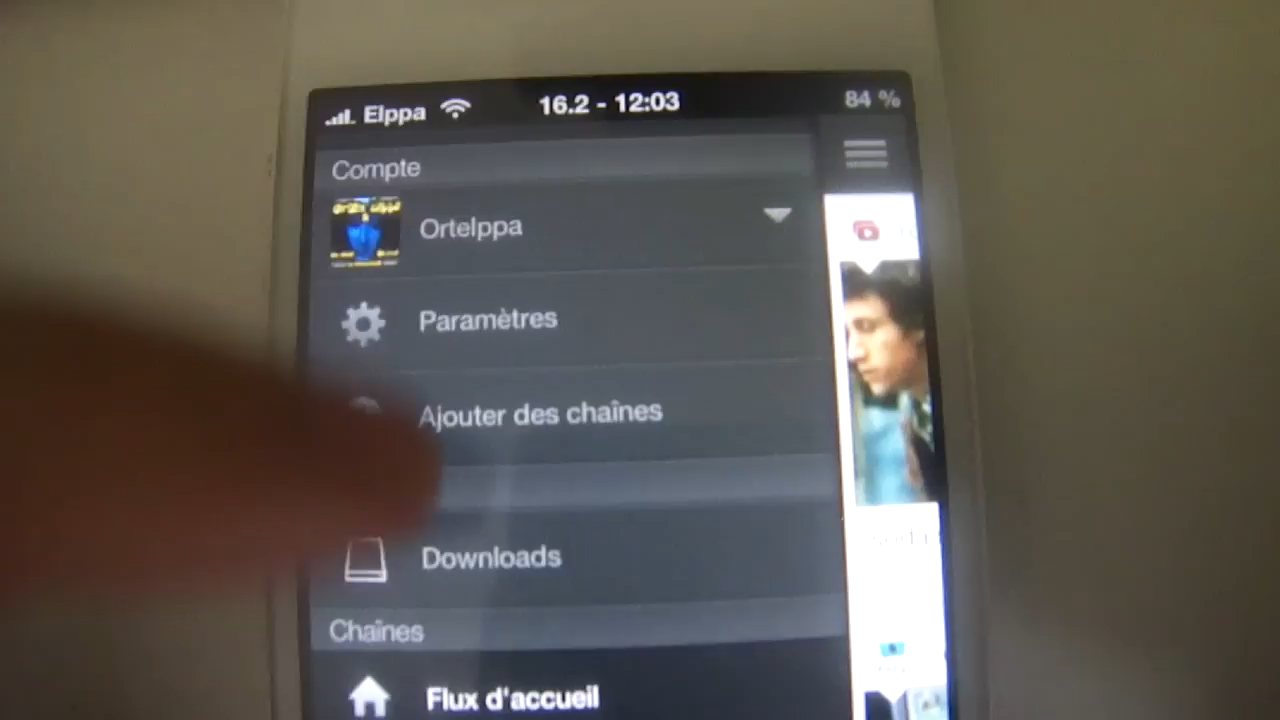 Elppa 16.2 - 12:03 84 %
Compte
Ortelppa
Paramètres
Ajouter des chaînes
Downloads
Chaînes
Flux d'accueil